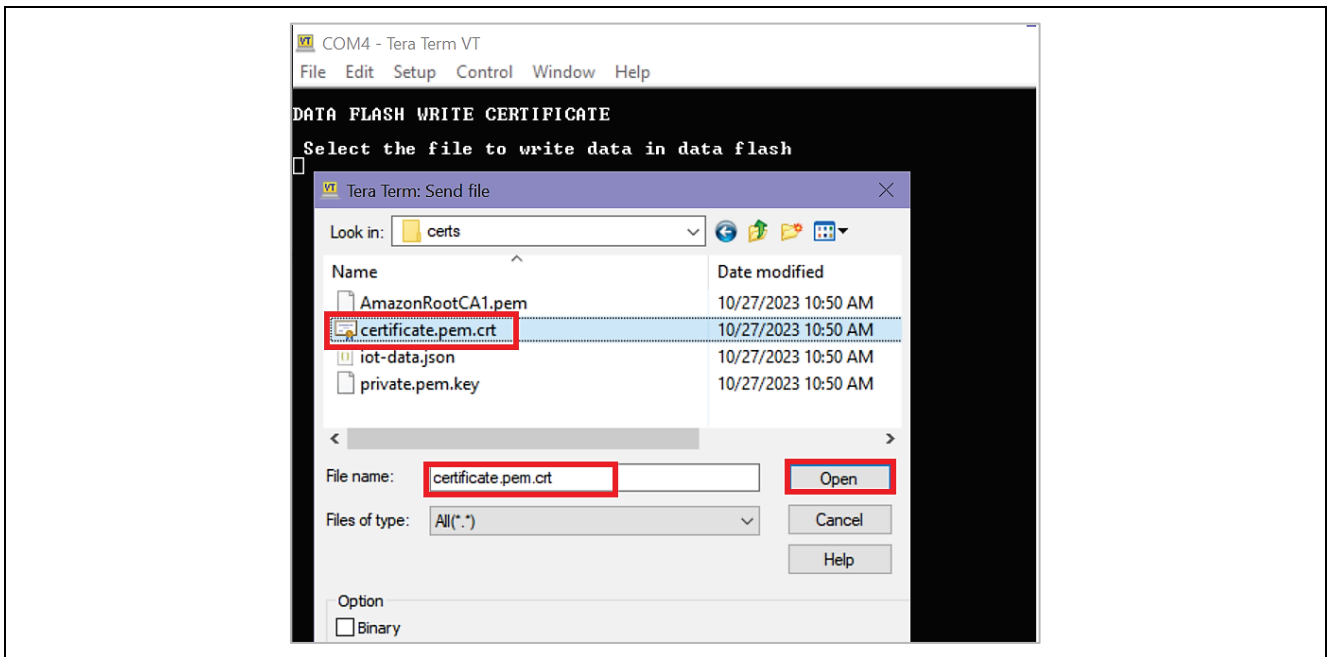 COM4 - Tera Term VT
File Edit Setup Control Window Help
DATA FLASH WRITE CERTIFICATE
Select the file to write data in data flash
Tera Term: Send file
Look in: certs
Name Date modified
AmazonRootCA1.pem 10/27/2023 10:50 AM
certificate.pem.crt 10/27/2023 10:50 AM
iot-data.json 10/27/2023 10:50 AM
private.pem.key 10/27/2023 10:50 AM
File name: certificate.pem.crt Open
Files of type: All(*.*) Cancel
Help
Option
Binary